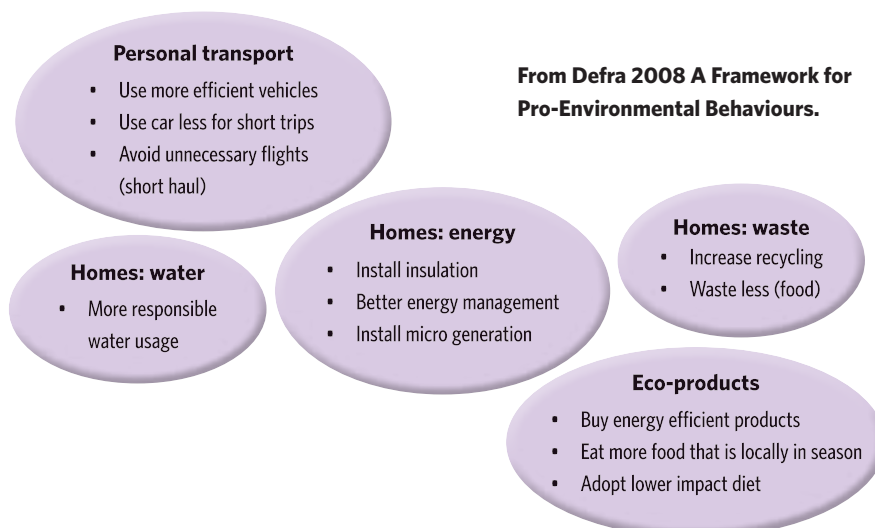 Personal transport
• Use more efficient vehicles
• Use car less for short trips
• Avoid unnecessary flights
(short haul)
From Defra 2008 A Framework for
Pro-Environmental Behaviours.
Homes: water
• More responsible
water usage
Homes: energy
• Install insulation
• Better energy management
• Install micro generation
Homes: waste
• Increase recycling
• Waste less (food)
Eco-products
• Buy energy efficient products
• Eat more food that is locally in season
• Adopt lower impact diet